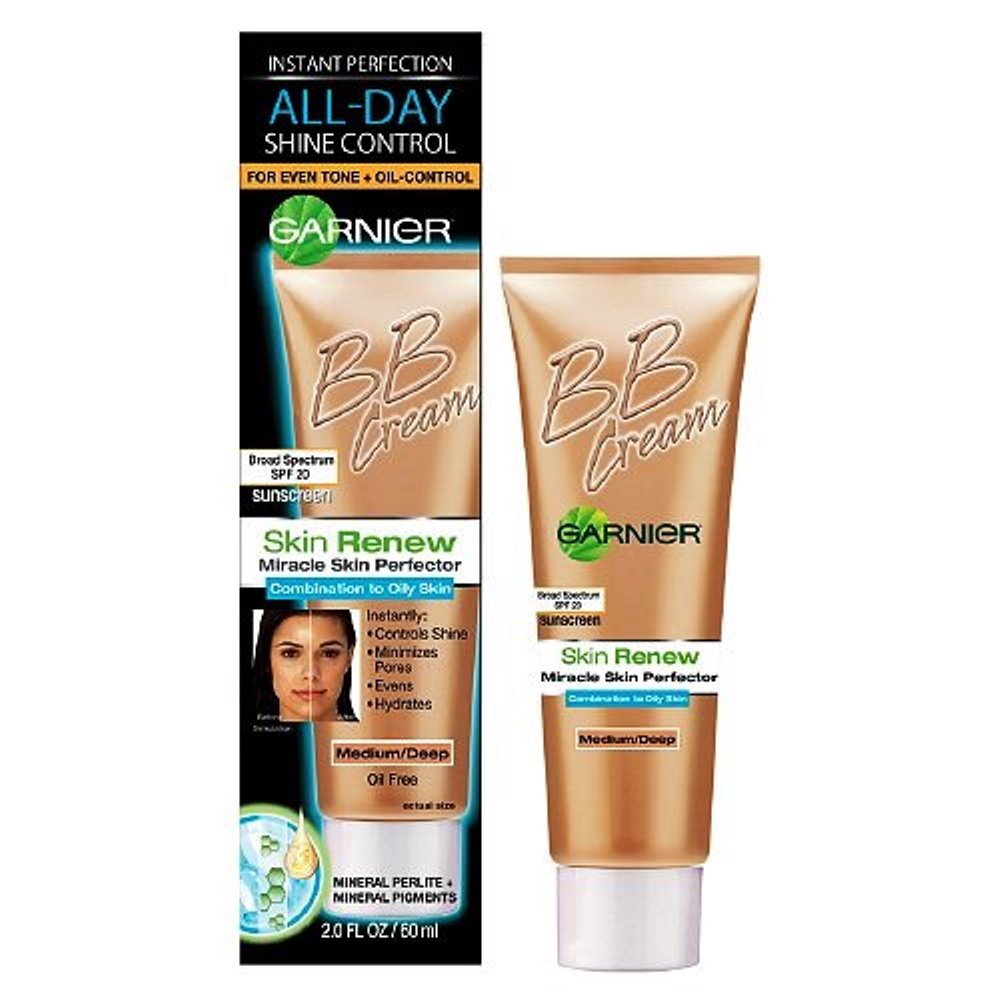 INSTANT PERFECTION
ALL-DAY
SHINE CONTROL
FOR EVEN TONE + OIL-CONTROL
GARNIER
BB
Cream
Broad Spectrum
SPF 20
sunscreen
Skin Renew
Miracle Skin Perfector
Combination to Oily Skin
Instantly:
• Controls Shine
• Minimizes
Pores
• Evens
• Hydrates
Before
After
Simulation
Medium/Deep
Oil Free
actual size
MINERAL PERLITE +
MINERAL PIGMENTS
2.0 FL OZ / 60 ml
BB
Cream
GARNIER
Broad Spectrum
SPF 20
sunscreen
Skin Renew
Miracle Skin Perfector
Combination to Oily Skin
Medium/Deep